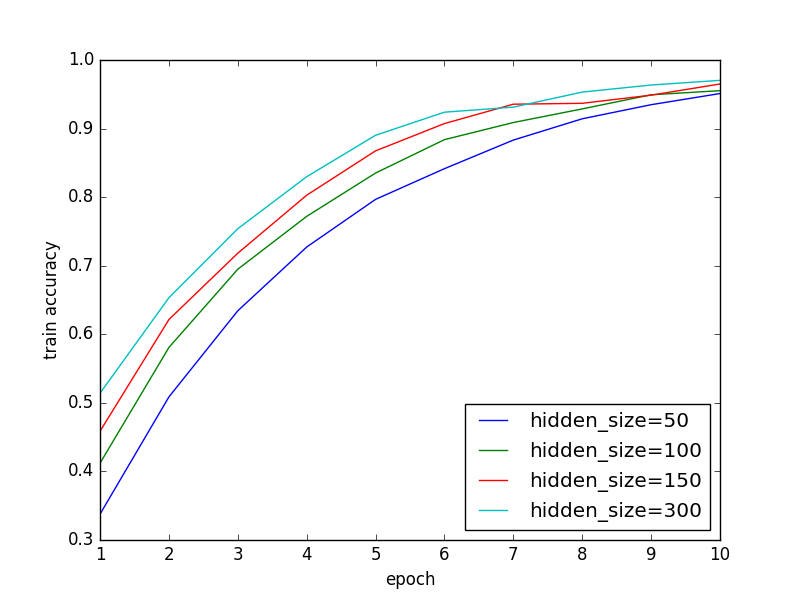 1.0
0.9
0.8
0.7
0.6
0.5
0.4
0.3
train accuracy
hidden_size=50
hidden_size=100
hidden_size=150
hidden_size=300
1 2 3 4 5 6 7 8 9 10
epoch